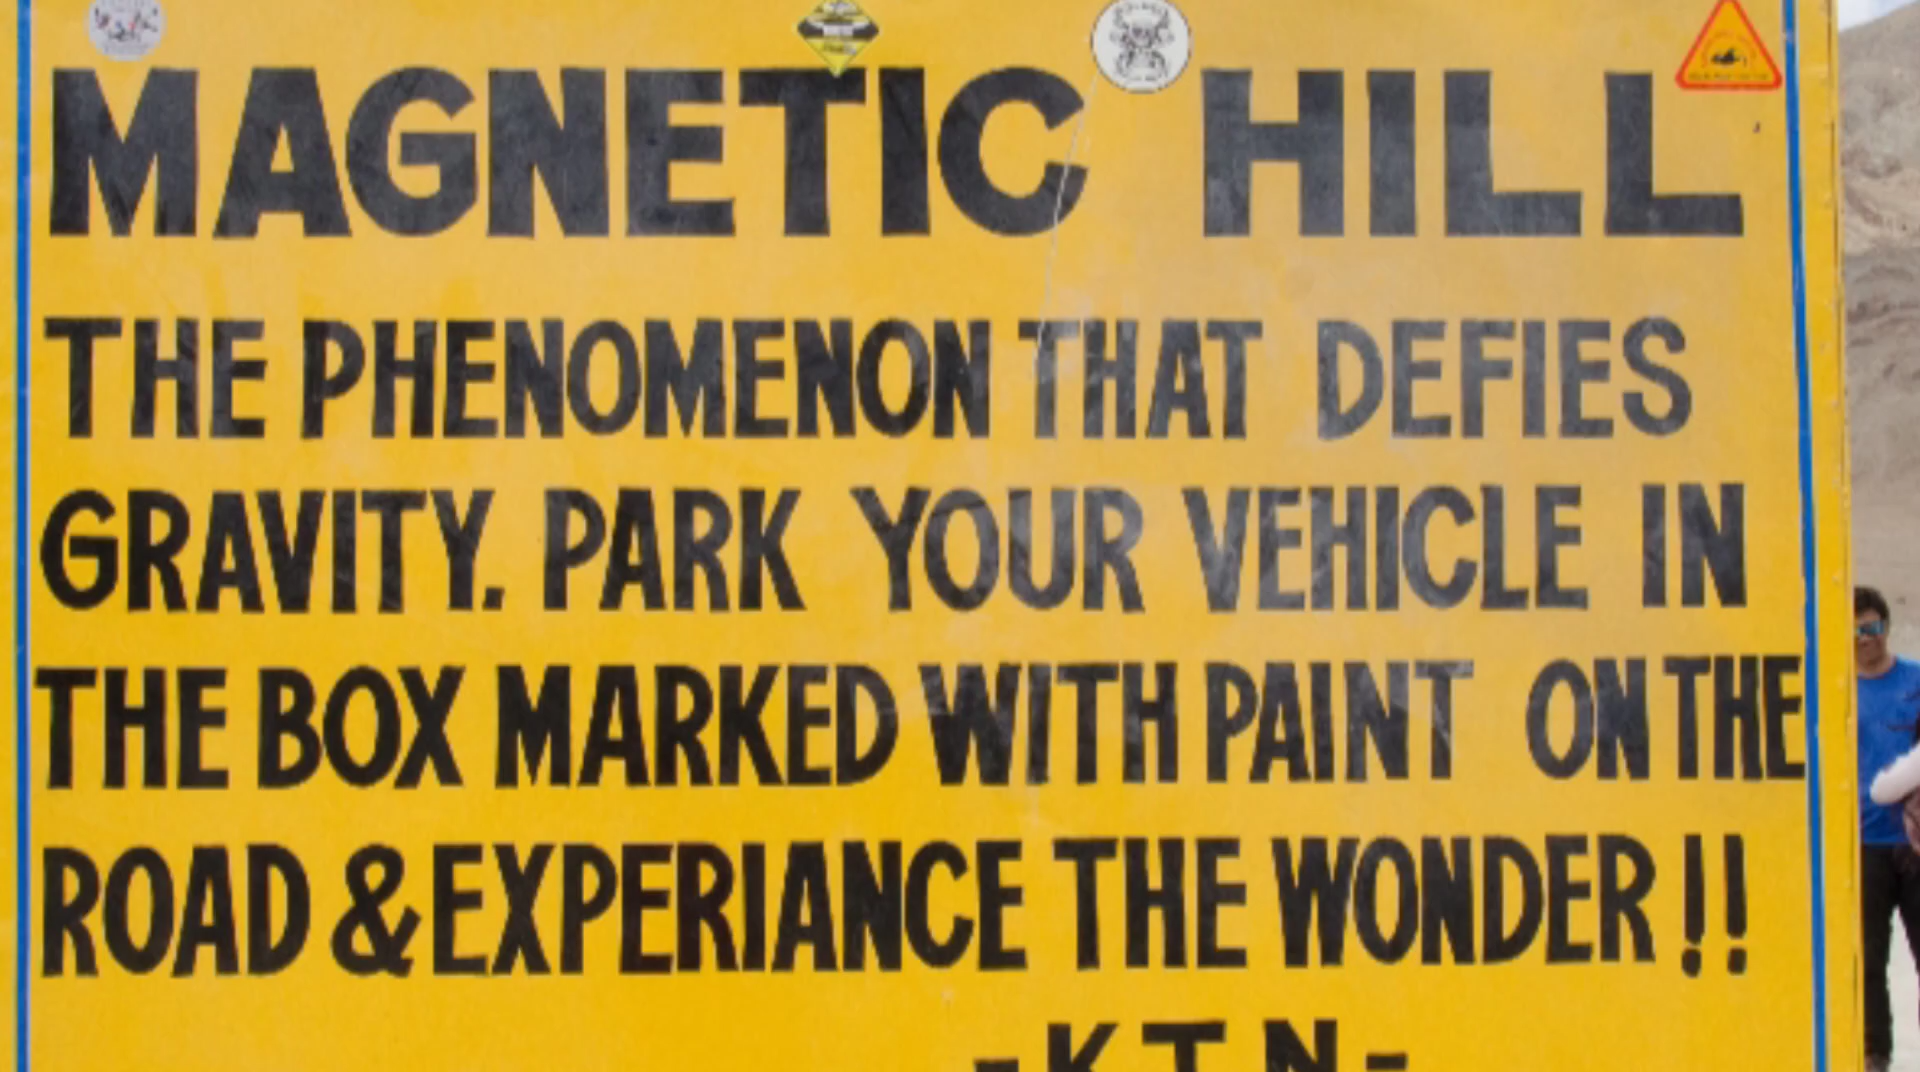 MAGNETIC HILL
THE PHENOMENON THAT DEFIES
GRAVITY. PARK YOUR VEHICLE IN
THE BOX MARKED WITH PAINT ON THE
ROAD & EXPERIANCE THE WONDER !!
-KTN-